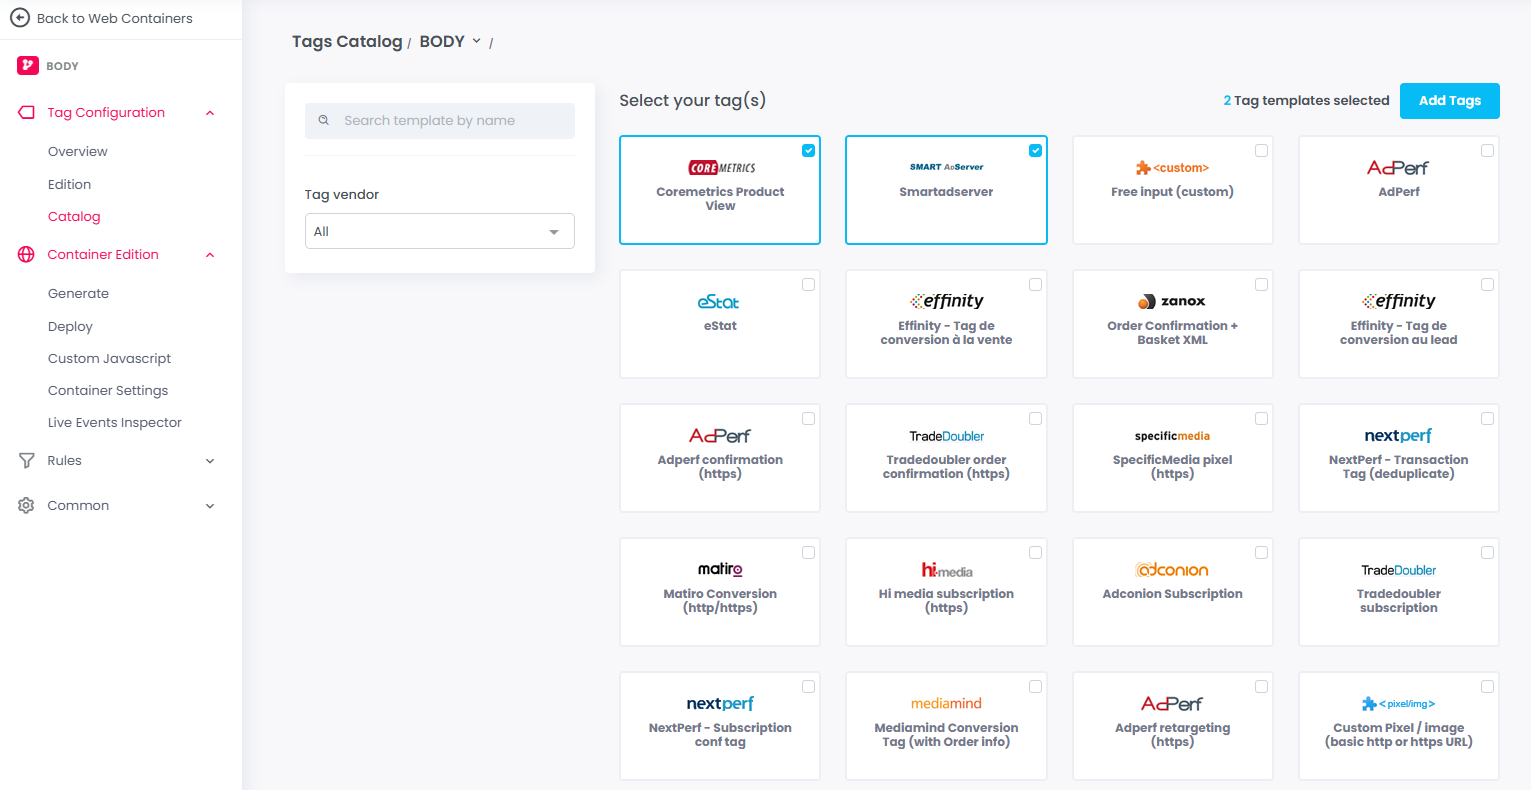 Back to Web Containers
BODY
Tag Configuration
Overview
Edition
Catalog
Container Edition
Generate
Deploy
Custom Javascript
Container Settings
Live Events Inspector
Rules
Common
Tags Catalog / BODY /
Search template by name
Tag vendor
All
Select your tag(s)
2 Tag templates selected
Add Tags
COREMETRICS
Coremetrics Product
View
SMART AdServer
Smartadserver
<custom>
Free input (custom)
AdPerf
AdPerf
eStat
eStat
effinity
Effinity - Tag de
conversion à la vente
zanox
Order Confirmation +
Basket XML
effinity
Effinity - Tag de
conversion au lead
AdPerf
Adperf confirmation
(https)
TradeDoubler
Tradedoubler order
confirmation (https)
specificmedia
SpecificMedia pixel
(https)
nextperf
NextPerf - Transaction
Tag (deduplicate)
matiro
Matiro Conversion
(http/https)
hi-media
Hi media subscription
(https)
adconion
Adconion Subscription
TradeDoubler
Tradedoubler
subscription
nextperf
NextPerf - Subscription
conf tag
mediamind
Mediamind Conversion
Tag (with Order info)
AdPerf
Adperf retargeting
(https)
<pixel/img>
Custom Pixel / image
(basic http or https URL)